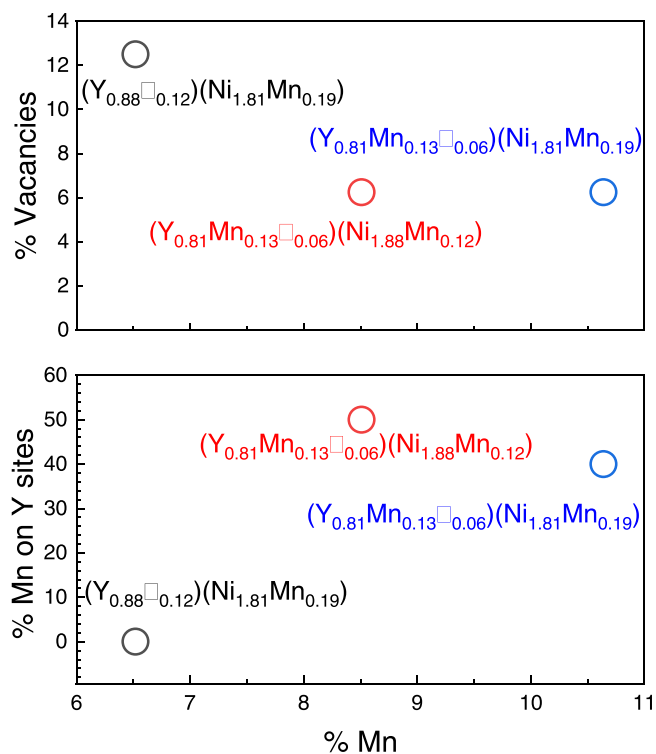 14
12
10
8
6
4
2
0
% Vacancies
(Y0.88□0.12)(Ni1.81Mn0.19)
(Y0.81Mn0.13□0.06)(Ni1.81Mn0.19)
(Y0.81Mn0.13□0.06)(Ni1.88Mn0.12)
60
50
40
30
20
10
0
% Mn on Y sites
(Y0.81Mn0.13□0.06)(Ni1.88Mn0.12)
(Y0.81Mn0.13□0.06)(Ni1.81Mn0.19)
(Y0.88□0.12)(Ni1.81Mn0.19)
6 7 8 9 10 11
% Mn